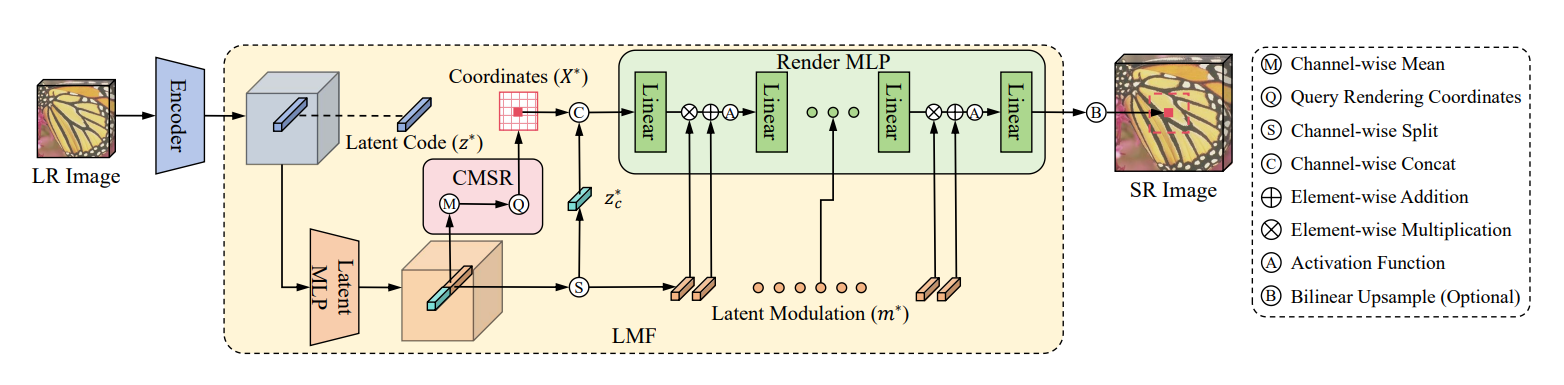 LR Image
Encoder
Latent Code (z*)
Latent
MLP
Coordinates (X*)
CMSR
M
Q
C
z*c
S
LMF
Render MLP
Linear
A
Linear
Linear
A
Linear
Latent Modulation (m*)
B
SR Image
M Channel-wise Mean
Q Query Rendering Coordinates
S Channel-wise Split
C Channel-wise Concat
Element-wise Addition
Element-wise Multiplication
A Activation Function
B Bilinear Upsample (Optional)